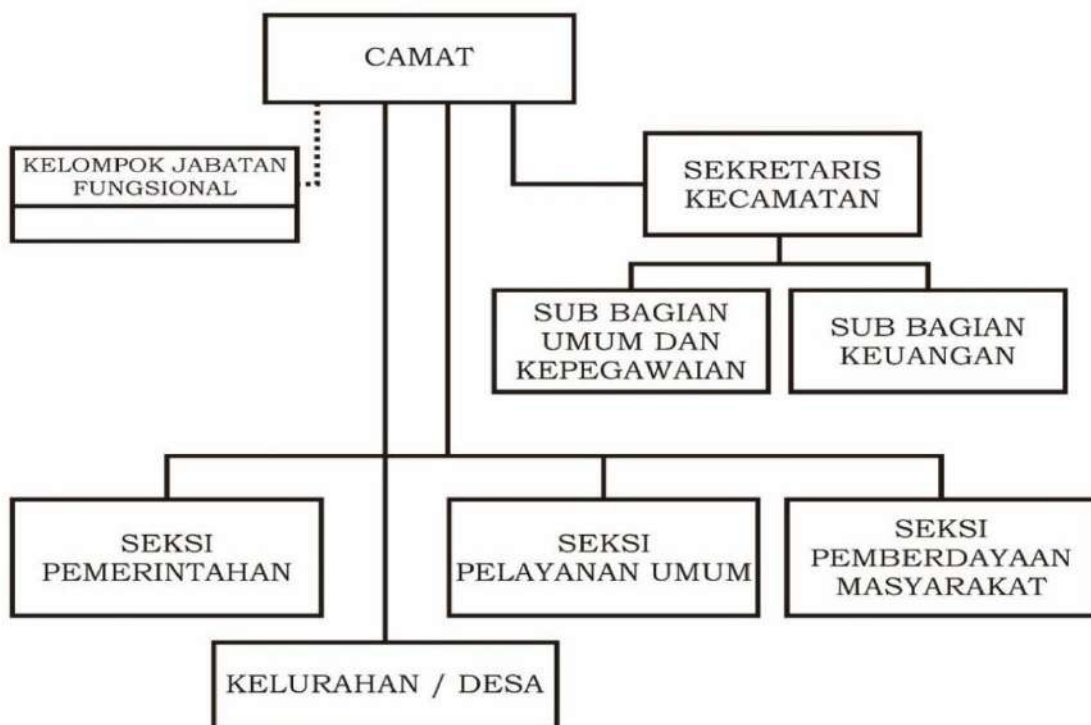 CAMAT
KELOMPOK JABATAN
FUNGSIONAL
SEKRETARIS
KECAMATAN
SUB BAGIAN
UMUM DAN
KEPEGAWAIAN
SUB BAGIAN
KEUANGAN
SEKSI
PEMERINTAHAN
SEKSI
PELAYANAN UMUM
SEKSI
PEMBERDAYAAN
MASYARAKAT
KELURAHAN / DESA